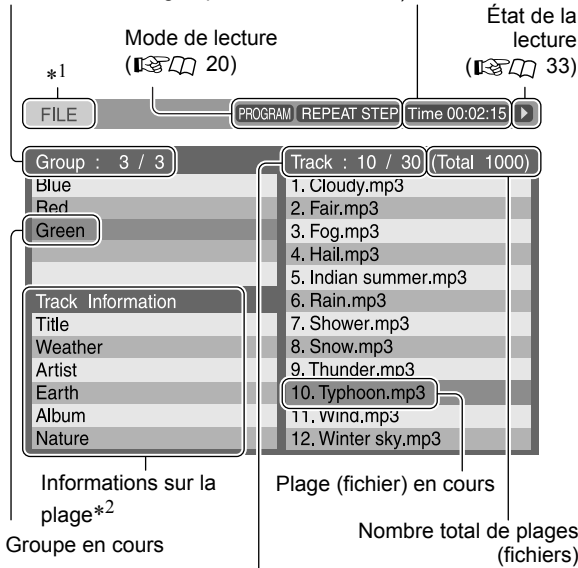 État de la
lecture
(☞📖 33)
Mode de lecture
(☞📖 20)
*1
FILE
PROGRAM REPEAT STEP Time 00:02:15
Group : 3 / 3
Track : 10 / 30 (Total 1000)
Blue
Red
Green
1. Cloudy.mp3
2. Fair.mp3
3. Fog.mp3
4. Hail.mp3
5. Indian summer.mp3
6. Rain.mp3
7. Shower.mp3
8. Snow.mp3
9. Thunder.mp3
10. Typhoon.mp3
11. Wind.mp3
12. Winter sky.mp3
Track Information
Title
Weather
Artist
Earth
Album
Nature
Informations sur la
plage*2
Plage (fichier) en cours
Groupe en cours
Nombre total de plages
(fichiers)